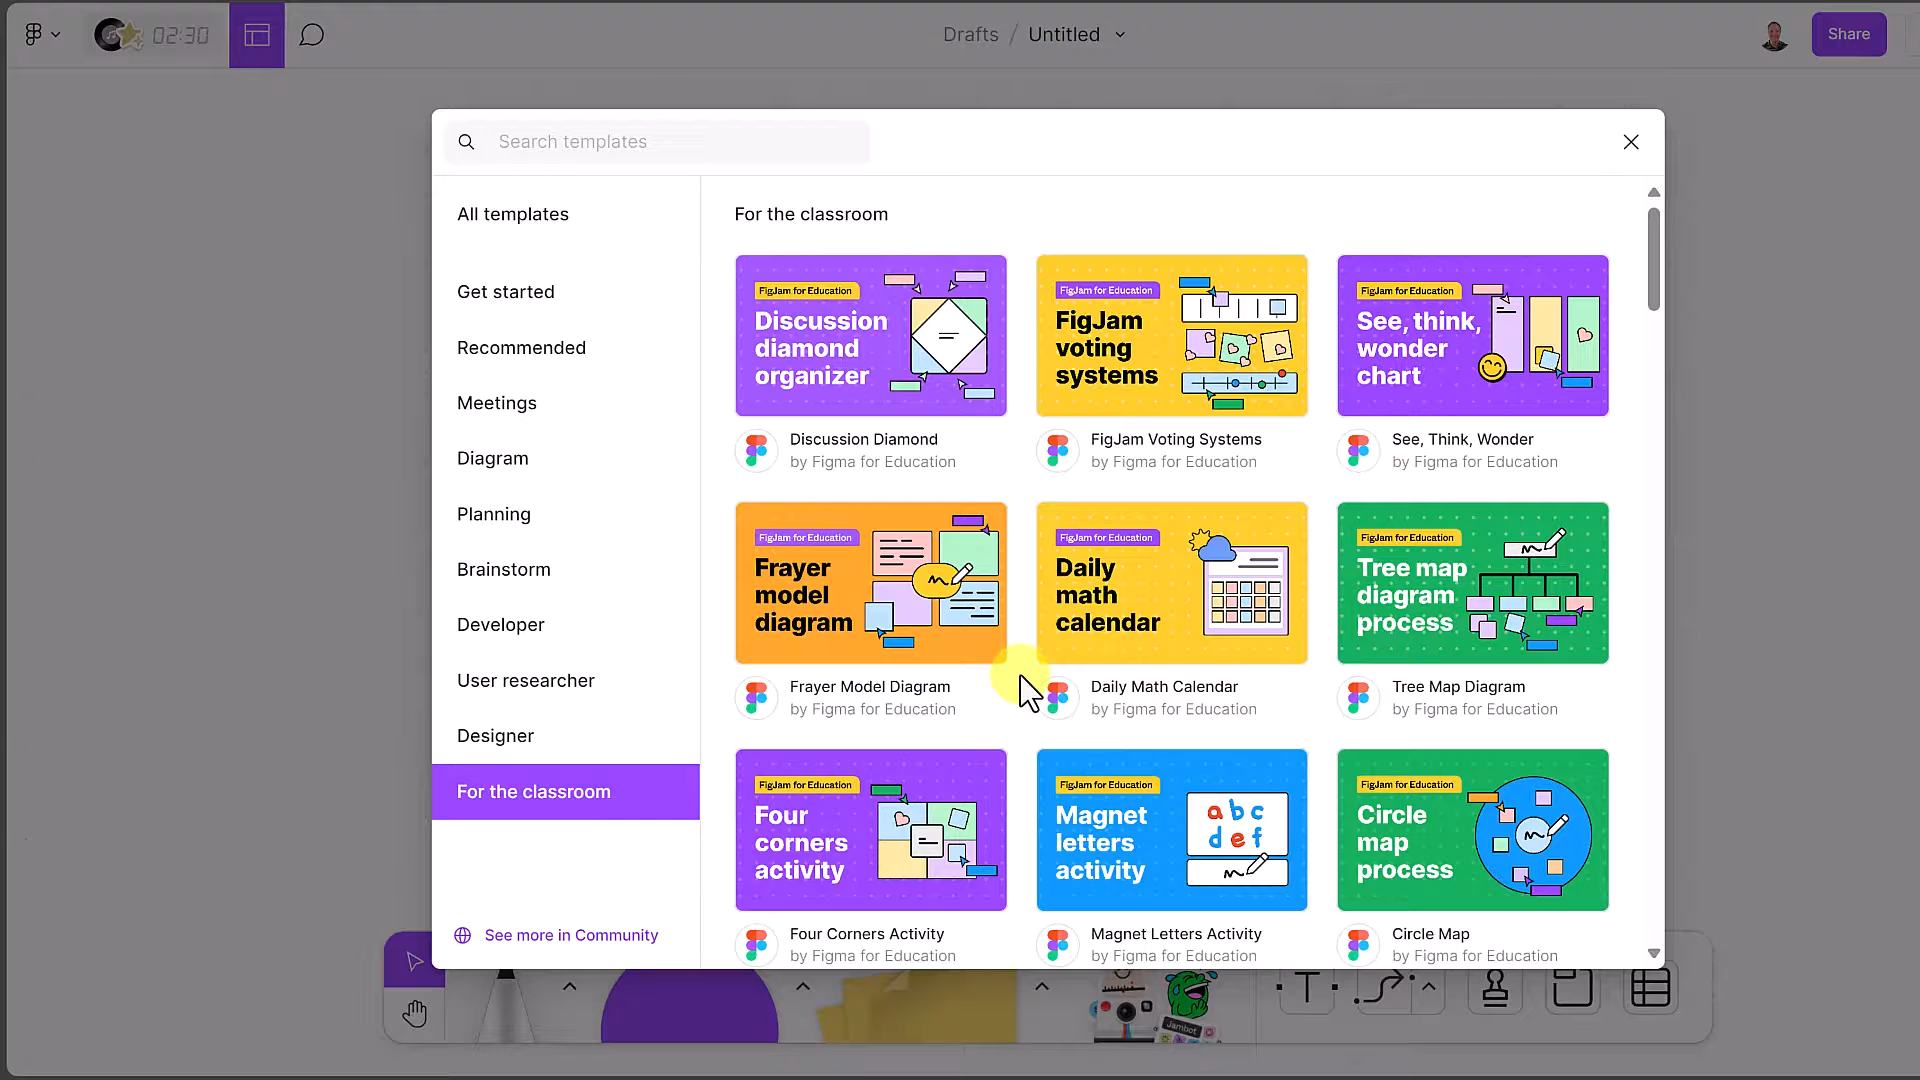 02:30
Drafts / Untitled
Share
Search templates
All templates
Get started
Recommended
Meetings
Diagram
Planning
Brainstorm
Developer
User researcher
Designer
For the classroom
See more in Community
For the classroom
FigJam for Education
Discussion
diamond
organizer
Discussion Diamond
by Figma for Education
FigJam for Education
FigJam
voting
systems
FigJam Voting Systems
by Figma for Education
FigJam for Education
See, think,
wonder
chart
See, Think, Wonder
by Figma for Education
FigJam for Education
Frayer
model
diagram
Frayer Model Diagram
by Figma for Education
FigJam for Education
Daily
math
calendar
Daily Math Calendar
by Figma for Education
FigJam for Education
Tree map
diagram
process
Tree Map Diagram
by Figma for Education
FigJam for Education
Four
corners
activity
Four Corners Activity
by Figma for Education
FigJam for Education
Magnet
letters
activity
a b c
d e f
Magnet Letters Activity
by Figma for Education
FigJam for Education
Circle
map
process
Circle Map
by Figma for Education
T
Jambot